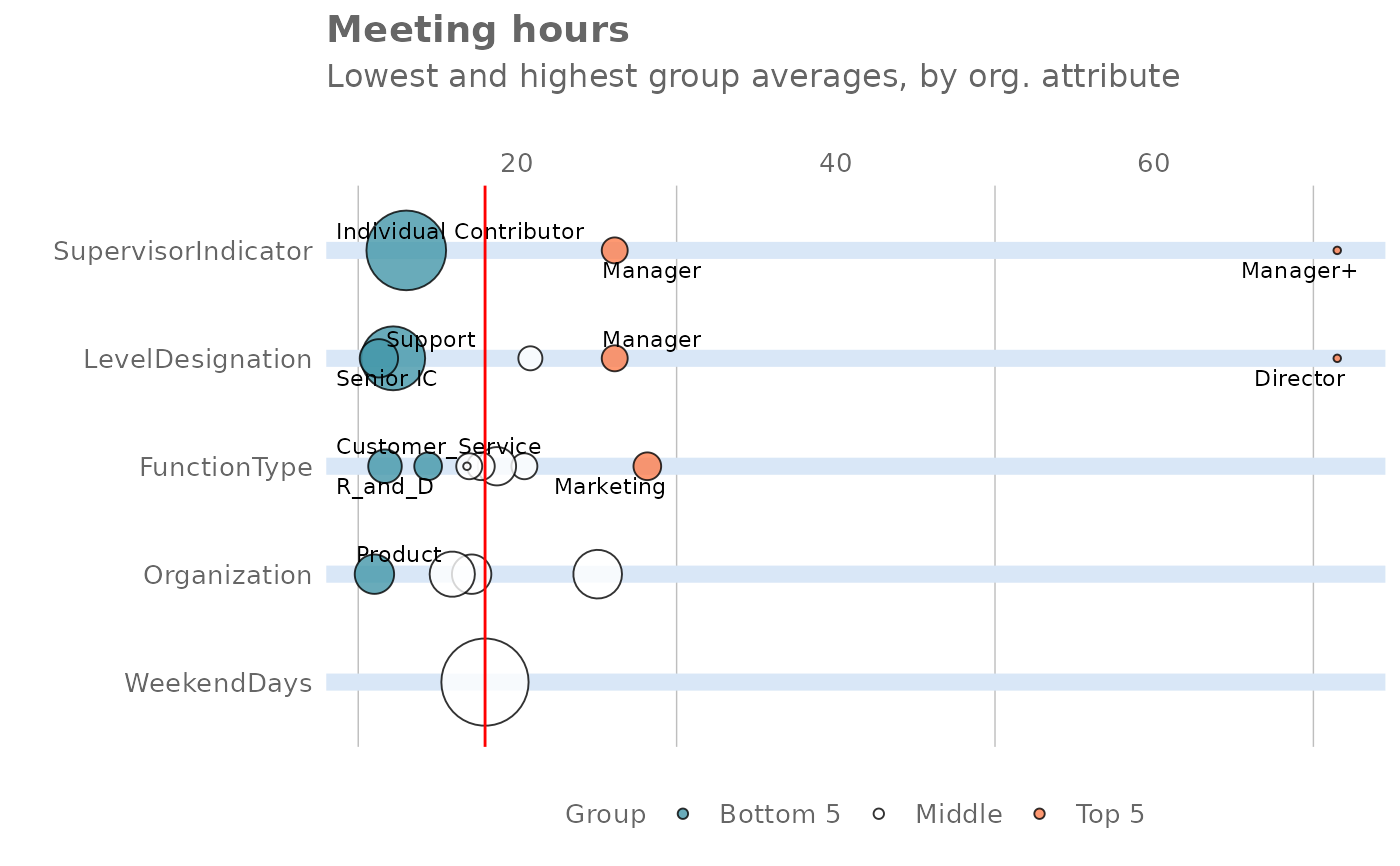 Meeting hours
Lowest and highest group averages, by org. attribute
20 40 60
SupervisorIndicator
Individual Contributor
Manager
Manager+
LevelDesignation
Support
Manager
Senior IC
Director
FunctionType
Customer_Service
R_and_D
Marketing
Organization
Product
WeekendDays
Group Bottom 5 Middle Top 5